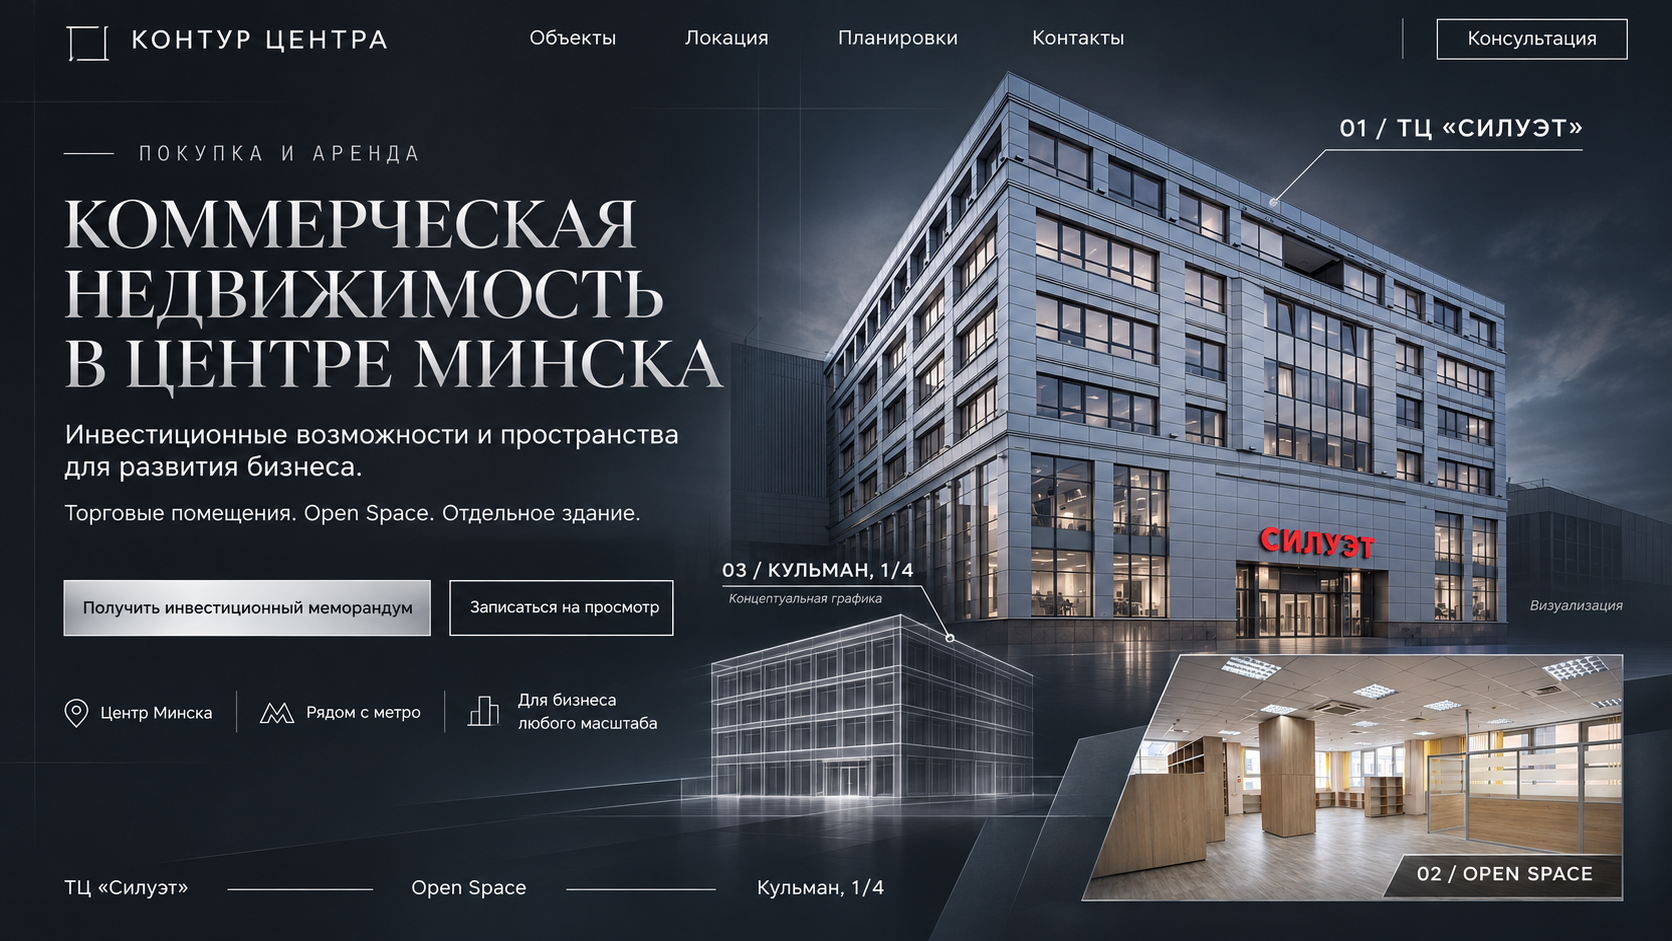 КОНТУР ЦЕНТРА
Объекты
Локация
Планировки
Контакты
Консультация
01 / ТЦ «СИЛУЭТ»
ПОКУПКА И АРЕНДА
КОММЕРЧЕСКАЯ
НЕДВИЖИМОСТЬ
В ЦЕНТРЕ МИНСКА
Инвестиционные возможности и пространства
для развития бизнеса.
Торговые помещения. Open Space. Отдельное здание.
СИЛУЭТ
03 / КУЛЬМАН, 1/4
Концептуальная графика
Визуализация
Получить инвестиционный меморандум
Записаться на просмотр
Центр Минска
Рядом с метро
Для бизнеса
любого масштаба
02 / OPEN SPACE
ТЦ «Силуэт»
Open Space
Кульман, 1/4